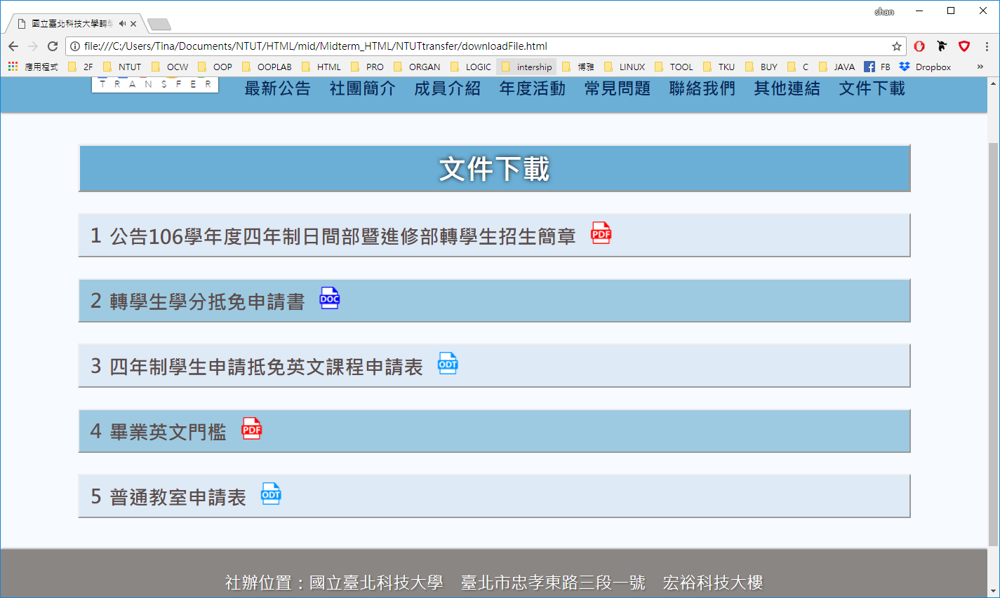 shan
國立臺北科技大學轉學
file:///C:/Users/Tina/Documents/NTUT/HTML/mid/Midterm_HTML/NTUTtransfer/downloadFile.html
應用程式 2F NTUT OCW OOP OOPLAB HTML PRO ORGAN LOGIC intership 博雅 LINUX TOOL TKU BUY C JAVA FB Dropbox »
TRANSFER 最新公告 社團簡介 成員介紹 年度活動 常見問題 聯絡我們 其他連結 文件下載
文件下載
1 公告106學年度四年制日間部暨進修部轉學生招生簡章 PDF
2 轉學生學分抵免申請書 DOC
3 四年制學生申請抵免英文課程申請表 ODT
4 畢業英文門檻 PDF
5 普通教室申請表 ODT
社辦位置：國立臺北科技大學 臺北市忠孝東路三段一號 宏裕科技大樓